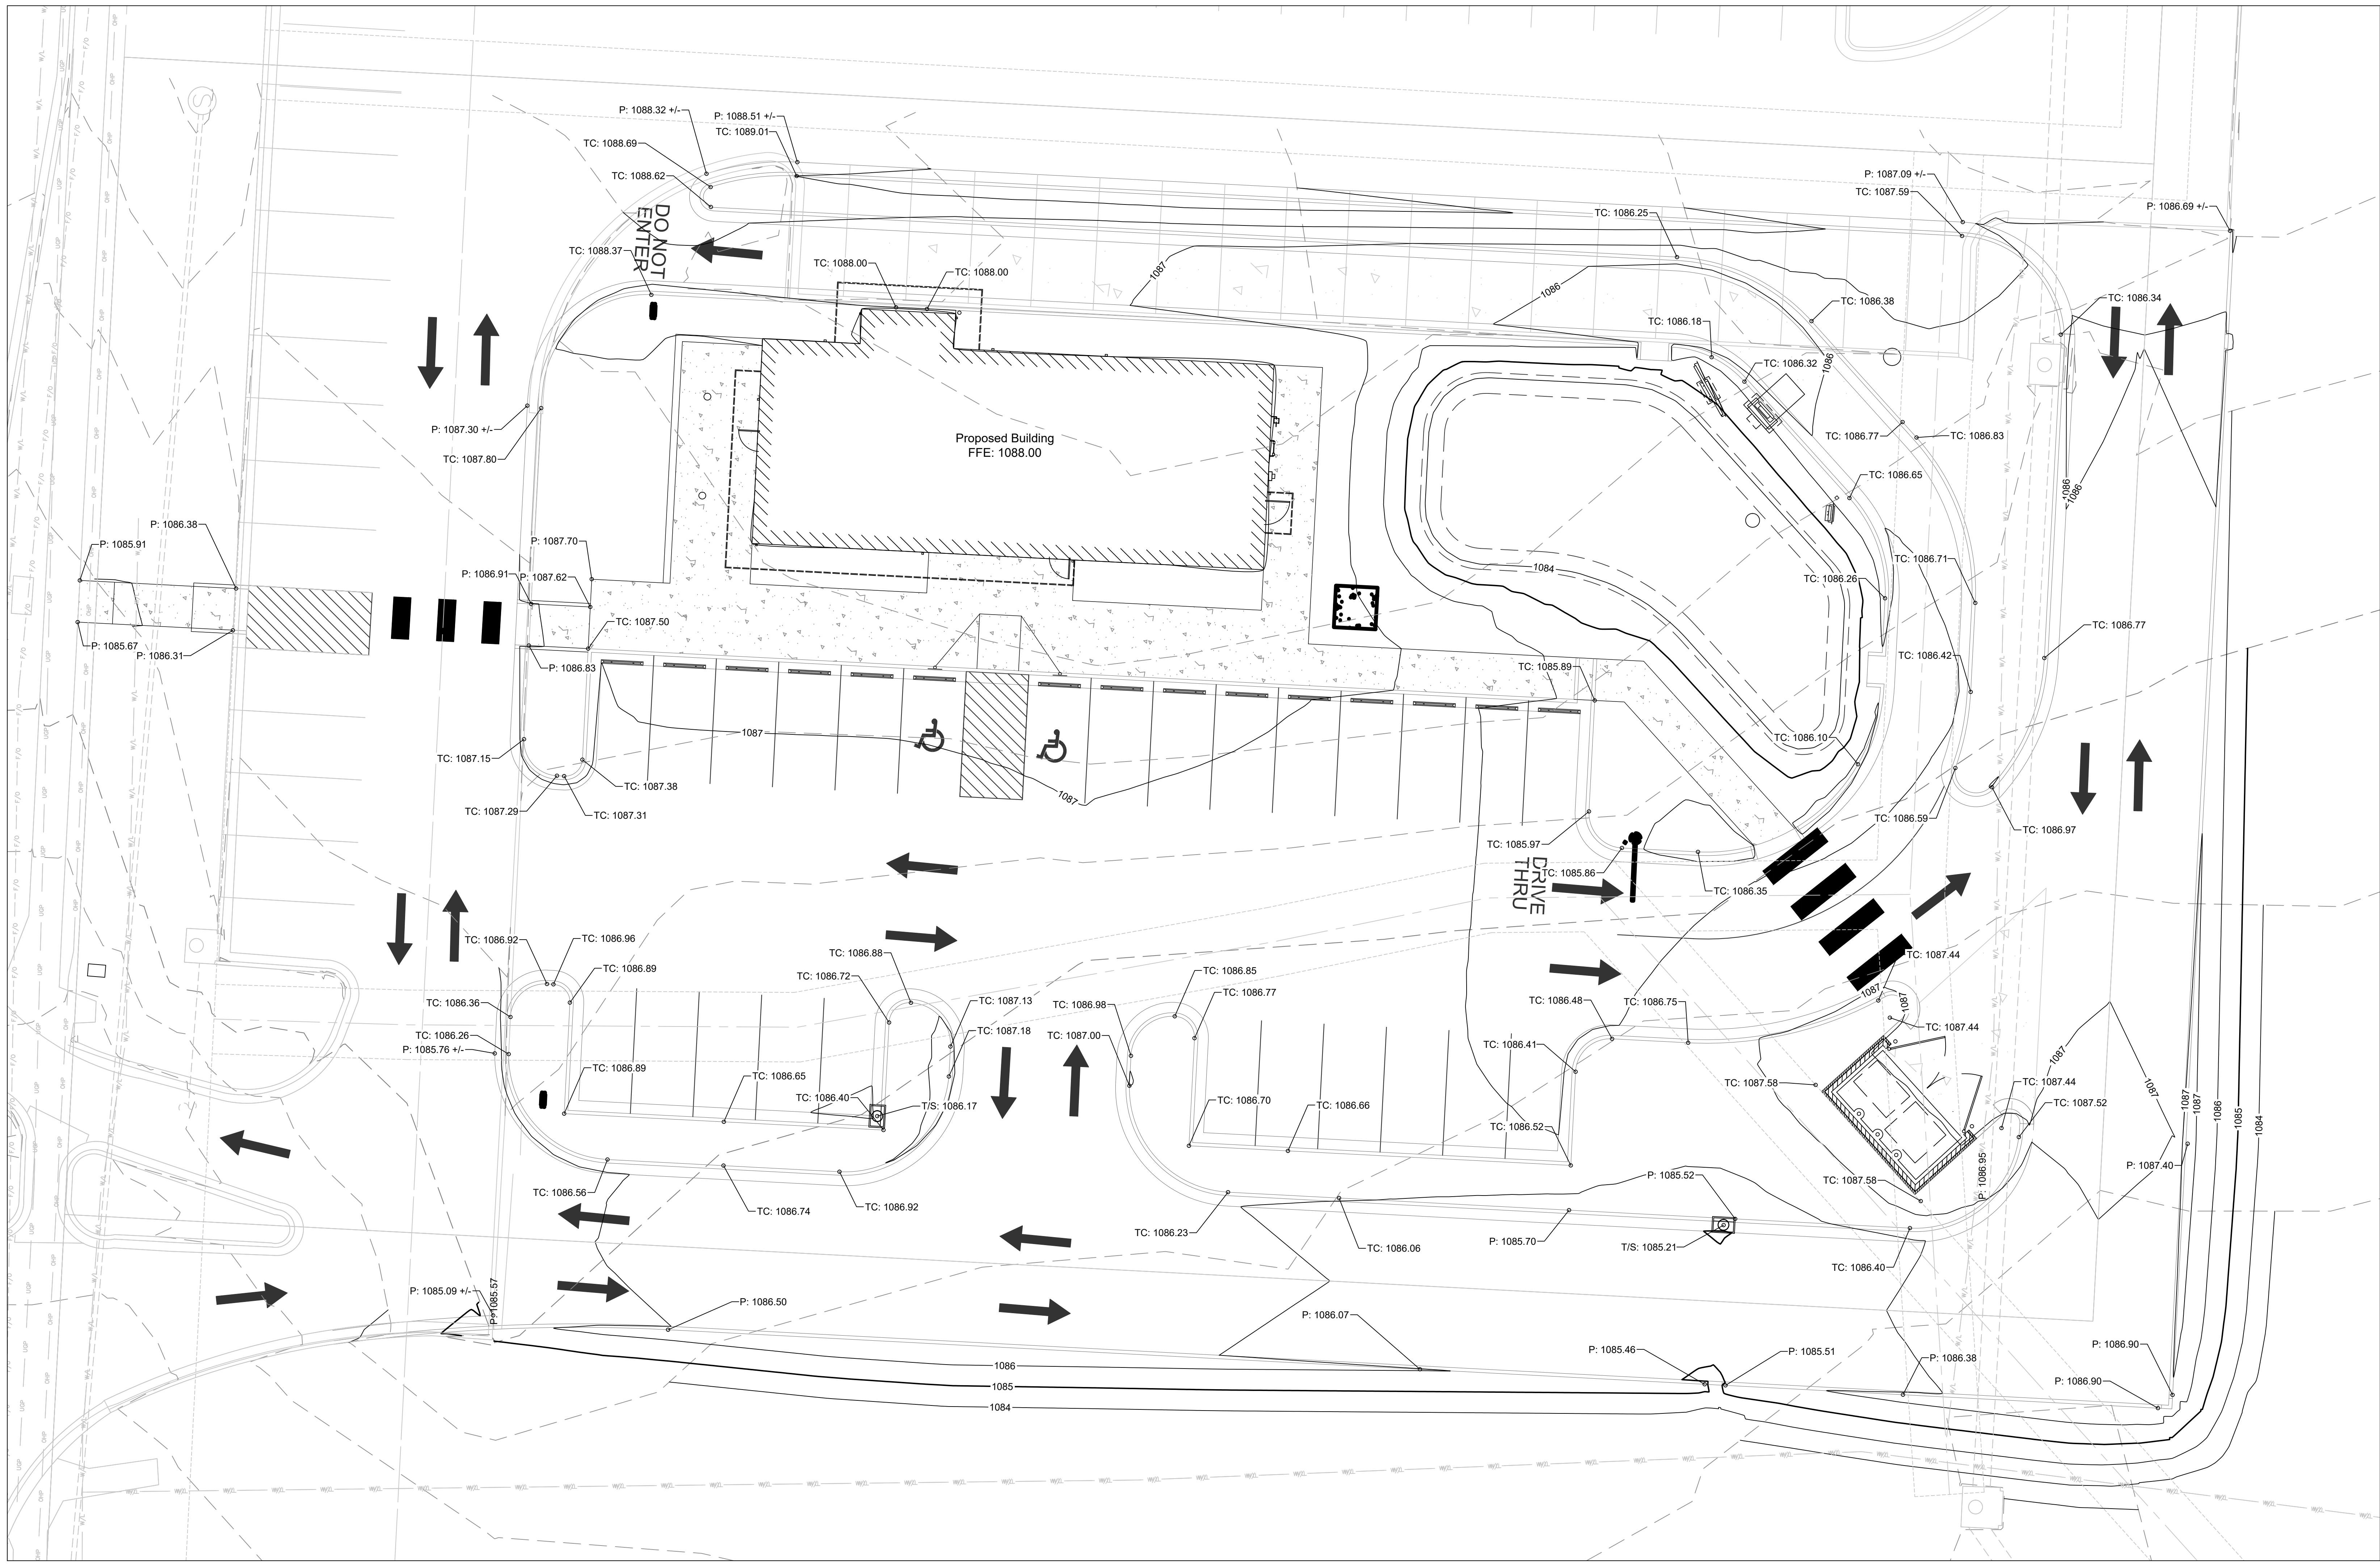 P: 1088.32 +/-
P: 1088.51 +/-
TC: 1089.01
TC: 1088.69
TC: 1088.62
P: 1087.09 +/-
TC: 1087.59
P: 1086.69 +/-
TC: 1086.25
DO NOT
ENTER
TC: 1088.37
TC: 1088.00
TC: 1088.00
1087
1086
TC: 1086.38
TC: 1086.34
TC: 1086.18
TC: 1086.32
1086
P: 1087.30 +/-
TC: 1087.80
Proposed Building
FFE: 1088.00
TC: 1086.77
TC: 1086.83
TC: 1086.65
1086
1086
P: 1086.38
P: 1085.91
P: 1087.70
P: 1086.91
P: 1087.62
1084
TC: 1086.71
TC: 1086.26
TC: 1087.50
TC: 1086.77
P: 1085.67
P: 1086.31
P: 1086.83
TC: 1085.89
TC: 1086.42
1087
TC: 1087.15
TC: 1086.10
TC: 1087.38
1087
TC: 1087.29
TC: 1087.31
TC: 1086.59
TC: 1086.97
TC: 1085.97
DRIVE
THRU
TC: 1085.86
TC: 1086.35
TC: 1086.92
TC: 1086.96
TC: 1086.89
TC: 1086.88
TC: 1086.72
TC: 1087.44
TC: 1086.85
TC: 1086.77
TC: 1086.98
TC: 1086.36
TC: 1087.13
TC: 1086.48
TC: 1086.75
1087
1087
TC: 1087.44
TC: 1086.26
P: 1085.76 +/-
TC: 1087.18
TC: 1087.00
TC: 1086.41
TC: 1086.89
TC: 1086.65
TC: 1086.40
T/S: 1086.17
TC: 1087.58
TC: 1087.44
1087
1087
TC: 1087.52
TC: 1086.70
TC: 1086.66
TC: 1086.52
1087
1087
1086
1085
1084
P: 1087.40
P: 1086.95
TC: 1086.56
TC: 1086.74
TC: 1086.92
P: 1085.52
TC: 1087.58
TC: 1086.23
TC: 1086.06
P: 1085.70
T/S: 1085.21
TC: 1086.40
P: 1085.09 +/-
P: 1085.57
P: 1086.50
P: 1086.07
1086
1085
1084
P: 1085.46
P: 1085.51
P: 1086.38
P: 1086.90
P: 1086.90
W/L
UGP
F/O
OHP
S